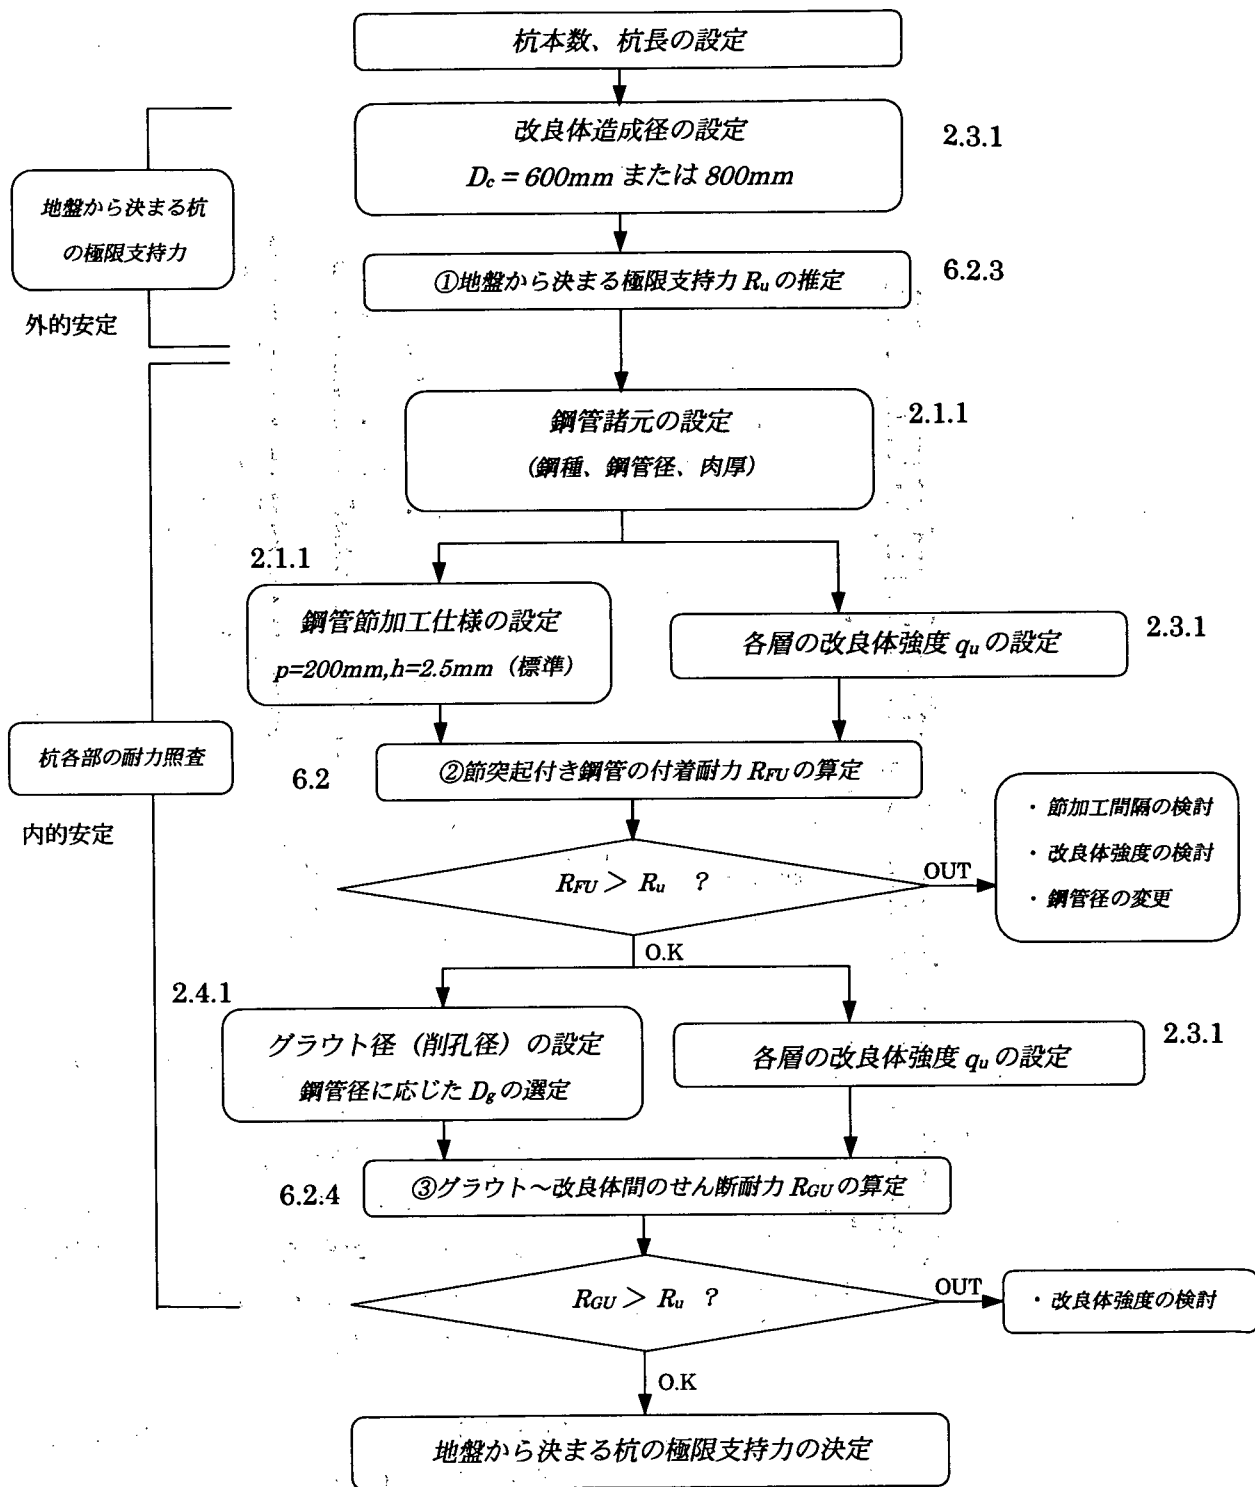 杭本数、杭長の設定
改良体造成径の設定
D_c = 600mm または 800mm
2.3.1
地盤から決まる杭
の極限支持力
①地盤から決まる極限支持力 R_u の推定
6.2.3
外的安定
鋼管諸元の設定
(鋼種、鋼管径、肉厚)
2.1.1
2.1.1
鋼管節加工仕様の設定
p=200mm,h=2.5mm（標準）
各層の改良体強度 q_u の設定
2.3.1
杭各部の耐力照査
6.2
②節突起付き鋼管の付着耐力 R_FU の算定
内的安定
R_FU ＞ R_u ？
OUT
・節加工間隔の検討
・改良体強度の検討
・鋼管径の変更
O.K
2.4.1
グラウト径（削孔径）の設定
鋼管径に応じた D_g の選定
各層の改良体強度 q_u の設定
2.3.1
6.2.4
③グラウト～改良体間のせん断耐力 R_GU の算定
R_GU ＞ R_u ？
OUT
・改良体強度の検討
O.K
地盤から決まる杭の極限支持力の決定